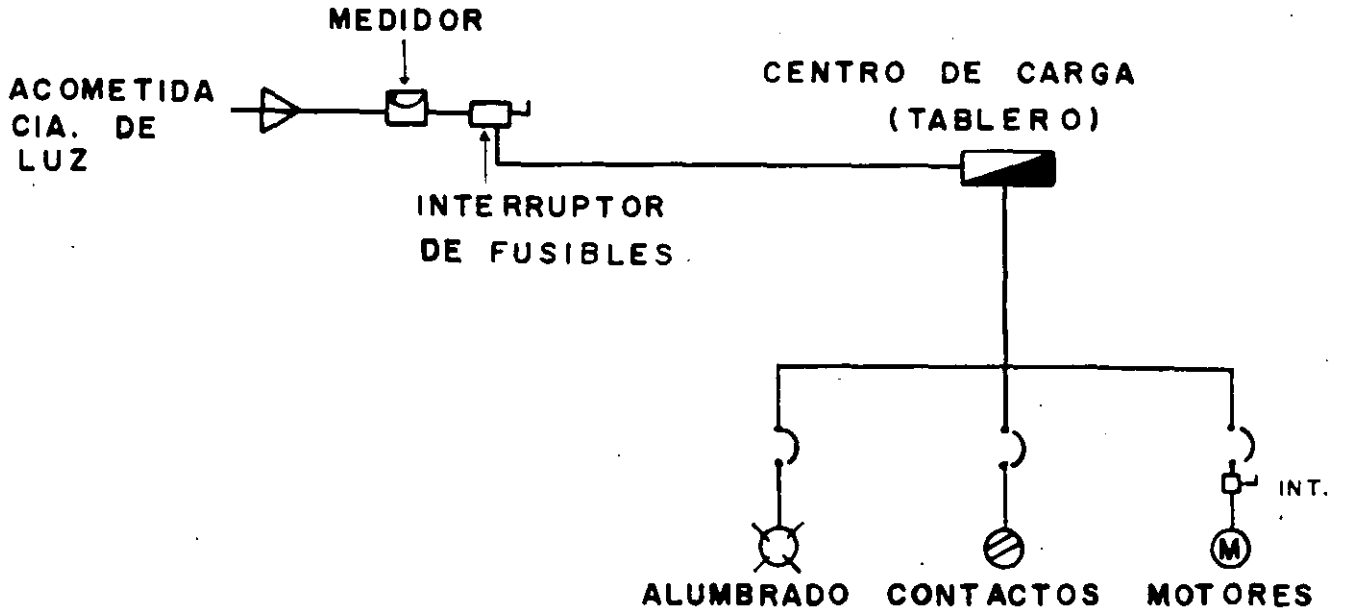 MEDIDOR
ACOMETIDA
CIA. DE
LUZ
CENTRO DE CARGA
(TABLERO)
INTERRUPTOR
DE FUSIBLES
INT.
M
ALUMBRADO CONTACTOS MOTORES